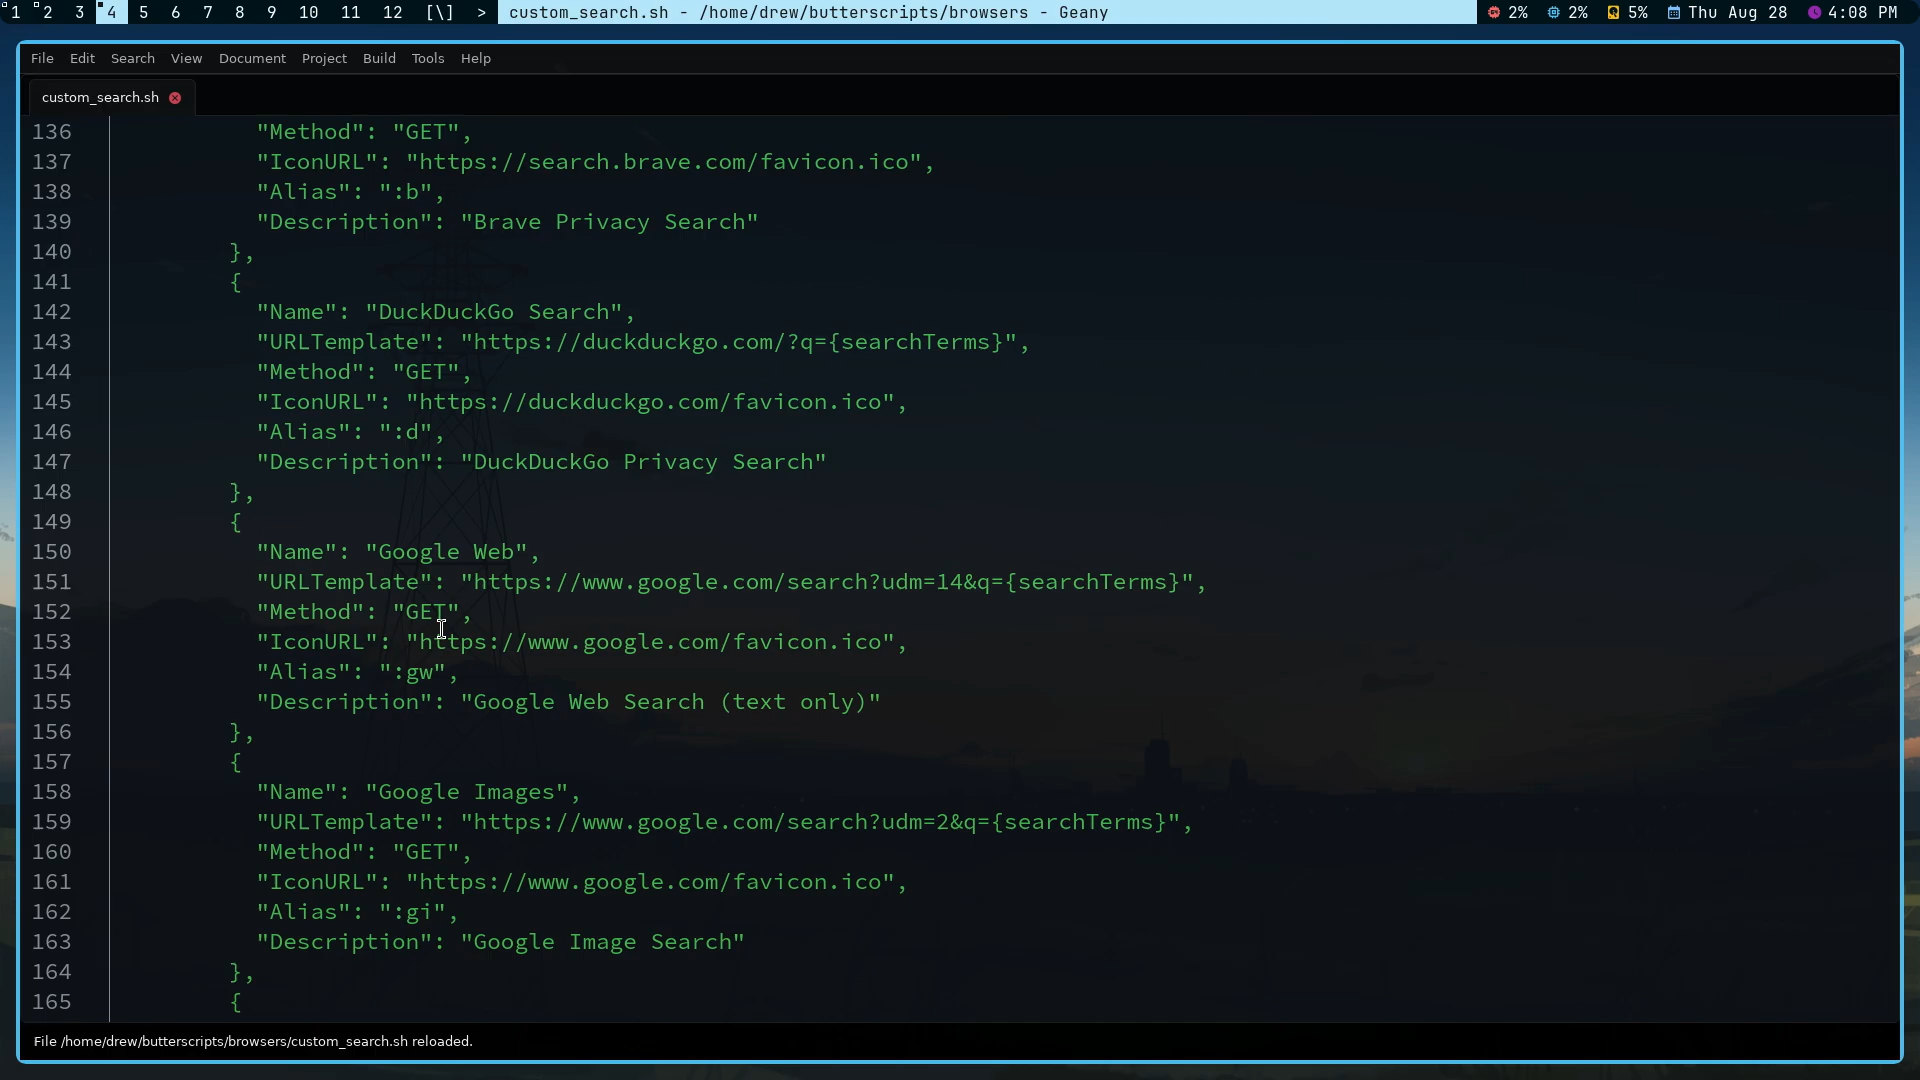 1 2 3 4 5 6 7 8 9 10 11 12 [\] > custom_search.sh - /home/drew/butterscripts/browsers - Geany 2% 2% 5% Thu Aug 28 4:08 PM
File Edit Search View Document Project Build Tools Help
custom_search.sh
136 "Method": "GET",
137 "IconURL": "https://search.brave.com/favicon.ico",
138 "Alias": ":b",
139 "Description": "Brave Privacy Search"
140 },
141 {
142 "Name": "DuckDuckGo Search",
143 "URLTemplate": "https://duckduckgo.com/?q={searchTerms}",
144 "Method": "GET",
145 "IconURL": "https://duckduckgo.com/favicon.ico",
146 "Alias": ":d",
147 "Description": "DuckDuckGo Privacy Search"
148 },
149 {
150 "Name": "Google Web",
151 "URLTemplate": "https://www.google.com/search?udm=14&q={searchTerms}",
152 "Method": "GET",
153 "IconURL": "https://www.google.com/favicon.ico",
154 "Alias": ":gw",
155 "Description": "Google Web Search (text only)"
156 },
157 {
158 "Name": "Google Images",
159 "URLTemplate": "https://www.google.com/search?udm=2&q={searchTerms}",
160 "Method": "GET",
161 "IconURL": "https://www.google.com/favicon.ico",
162 "Alias": ":gi",
163 "Description": "Google Image Search"
164 },
165 {
File /home/drew/butterscripts/browsers/custom_search.sh reloaded.